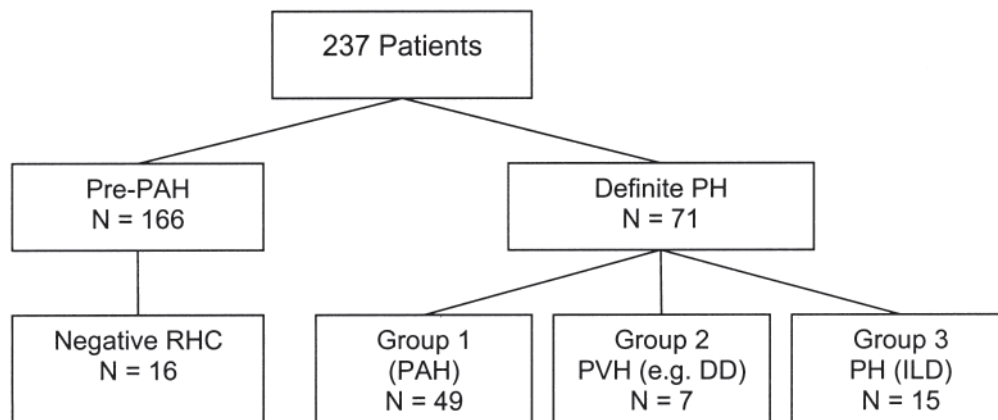 237 Patients
Pre-PAH
N = 166
Definite PH
N = 71
Negative RHC
N = 16
Group 1
(PAH)
N = 49
Group 2
PVH (e.g. DD)
N = 7
Group 3
PH (ILD)
N = 15